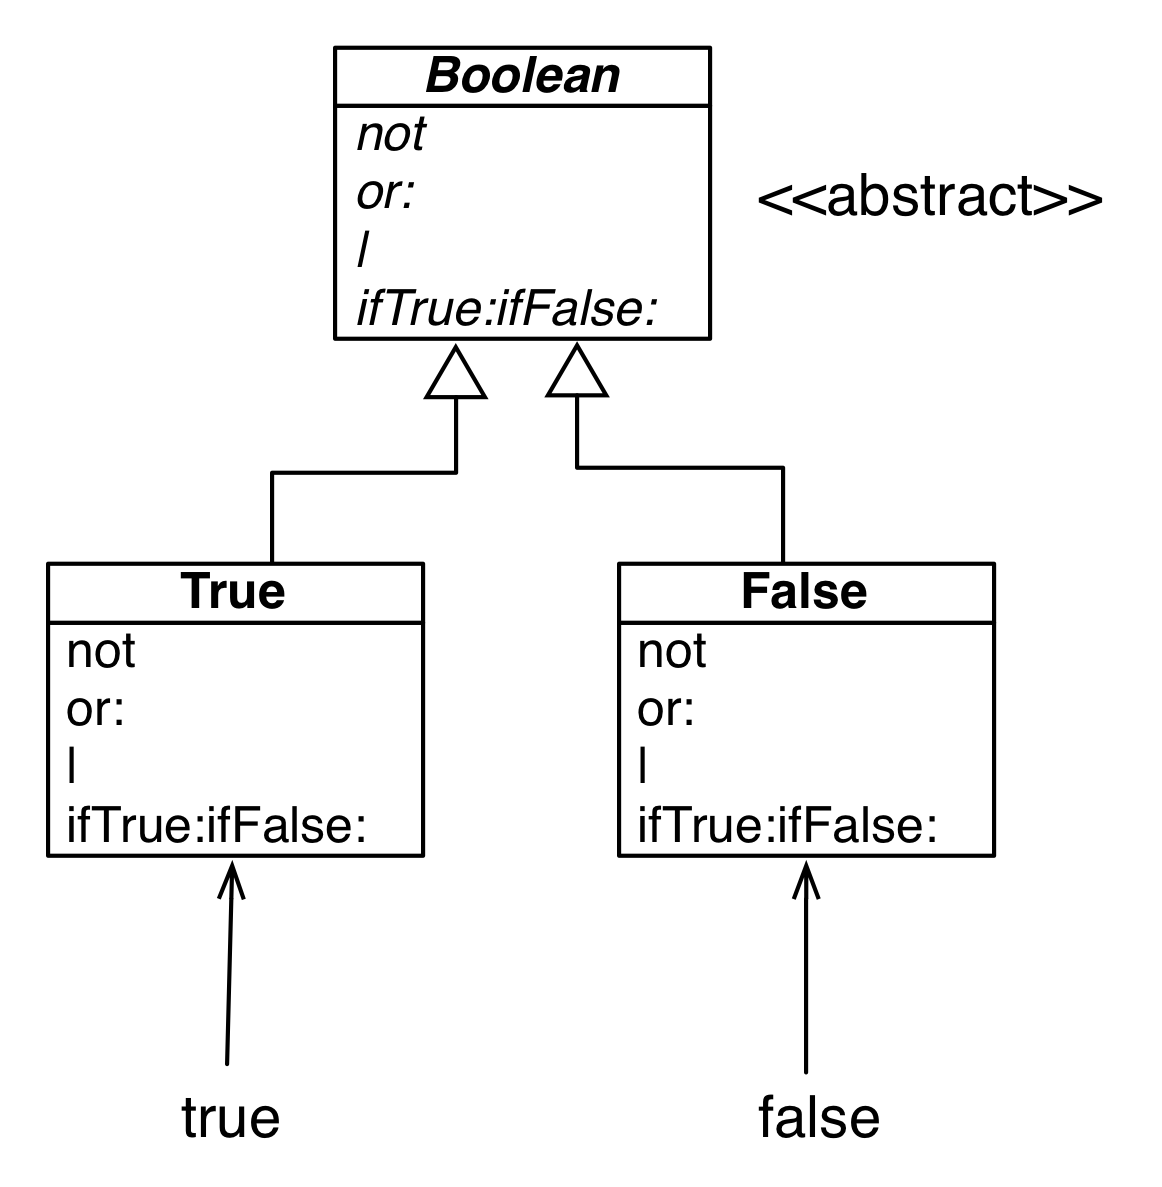 Boolean
not
or:
|
ifTrue:ifFalse:
<<abstract>>
True
not
or:
|
ifTrue:ifFalse:
False
not
or:
|
ifTrue:ifFalse:
true
false